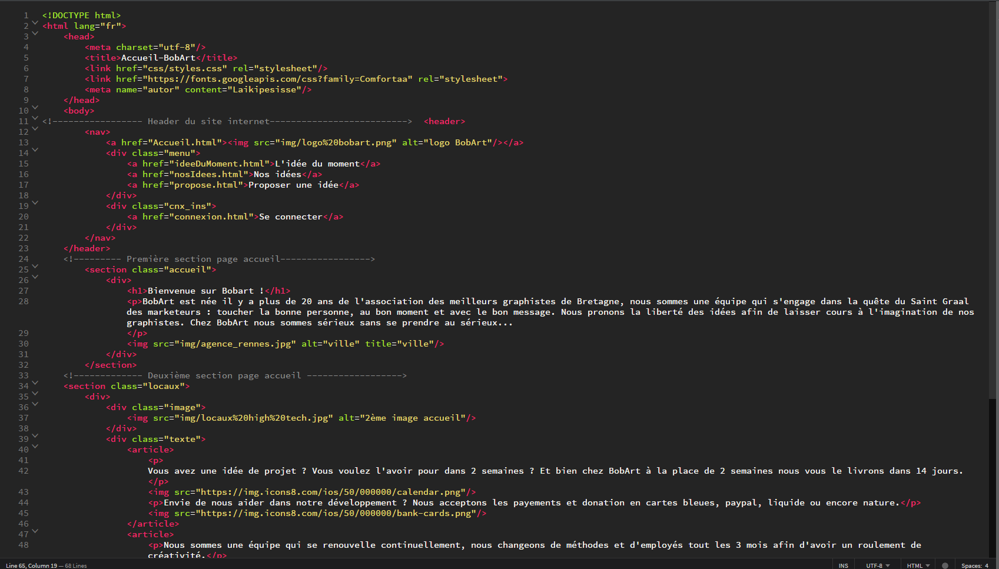 1 <!DOCTYPE html>
2 <html lang="fr">
3 <head>
4 <meta charset="utf-8"/>
5 <title>Accueil-BobArt</title>
6 <link href="css/styles.css" rel="stylesheet"/>
7 <link href="https://fonts.googleapis.com/css?family=Comfortaa" rel="stylesheet">
8 <meta name="autor" content="Laikipesisse"/>
9 </head>
10 <body>
11 <!----------------- Header du site internet--------------------------> <header>
12 <nav>
13 <a href="Accueil.html"><img src="img/logo%20bobart.png" alt="logo BobArt"/></a>
14 <div class="menu">
15 <a href="ideeDuMoment.html">L'idée du moment</a>
16 <a href="nosIdees.html">Nos idées</a>
17 <a href="propose.html">Proposer une idée</a>
18 </div>
19 <div class="cnx_ins">
20 <a href="connexion.html">Se connecter</a>
21 </div>
22 </nav>
23 </header>
24 <!--------- Première section page accueil----------------->
25 <section class="accueil">
26 <div>
27 <h1>Bienvenue sur Bobart !</h1>
28 <p>BobArt est née il y a plus de 20 ans de l'association des meilleurs graphistes de Bretagne, nous sommes une équipe qui s'engage dans la quête du Saint Graal
des marketeurs : toucher la bonne personne, au bon moment et avec le bon message. Nous pronons la liberté des idées afin de laisser cours à l'imagination de nos
graphistes. Chez BobArt nous sommes sérieux sans se prendre au sérieux...
29 </p>
30 <img src="img/agence_rennes.jpg" alt="ville" title="ville"/>
31 </div>
32 </section>
33 <!------------- Deuxième section page accueil ------------------>
34 <section class="locaux">
35 <div>
36 <div class="image">
37 <img src="img/locaux%20high%20tech.jpg" alt="2ème image accueil"/>
38 </div>
39 <div class="texte">
40 <article>
41 <p>
42 Vous avez une idée de projet ? Vous voulez l'avoir pour dans 2 semaines ? Et bien chez BobArt à la place de 2 semaines nous vous le livrons dans 14 jours.
</p>
43 <img src="https://img.icons8.com/ios/50/000000/calendar.png"/>
44 <p>Envie de nous aider dans notre développement ? Nous acceptons les payements et donation en cartes bleues, paypal, liquide ou encore nature.</p>
45 <img src="https://img.icons8.com/ios/50/000000/bank-cards.png"/>
46 </article>
47 <article>
48 <p>Nous sommes une équipe qui se renouvelle continuellement, nous changeons de méthodes et d'employés tout les 3 mois afin d'avoir un roulement de
créativité.</p>
Line 65, Column 19 — 68 Lines INS UTF-8 HTML Spaces: 4